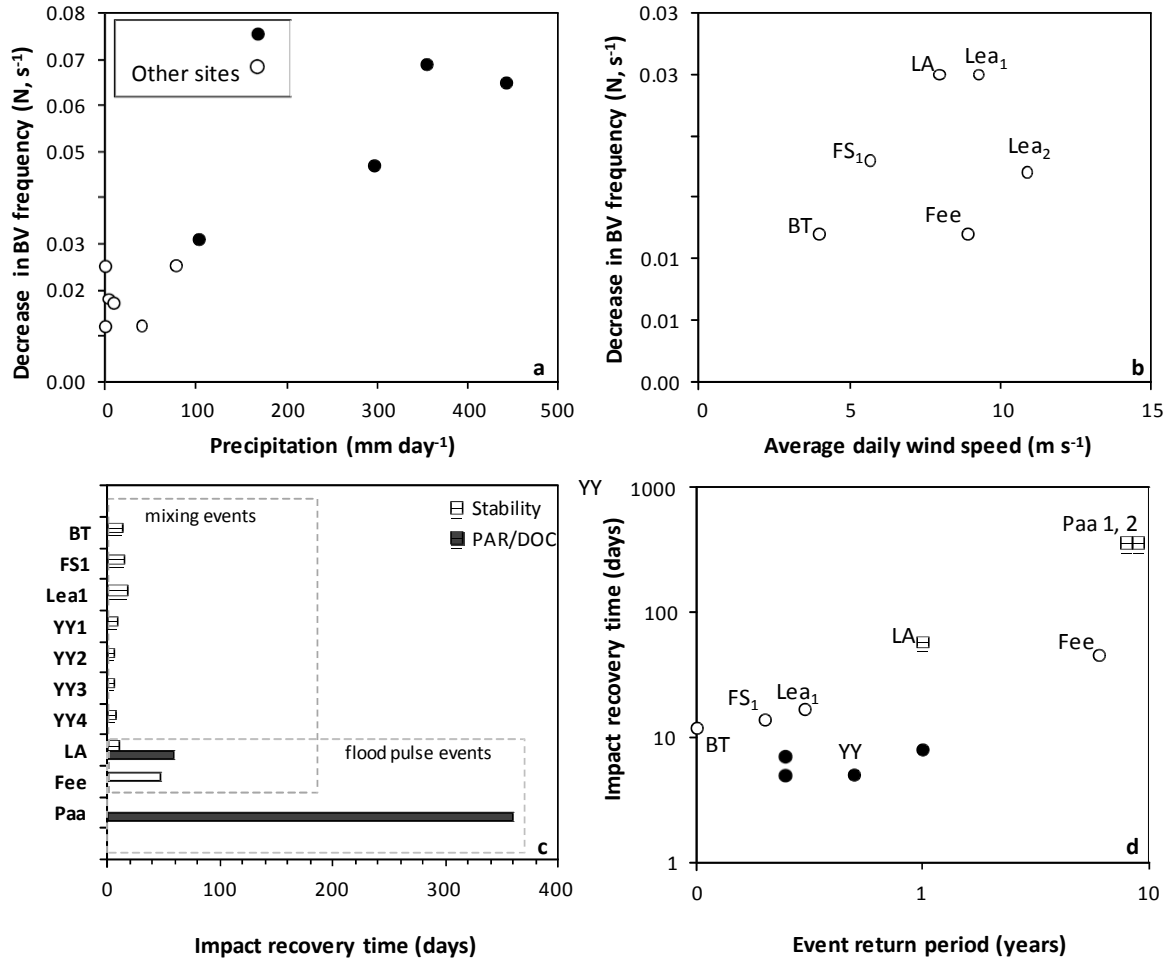 Decrease in BV frequency (N, s-1)
0.08
0.07
0.06
0.05
0.03
0.02
0.00
Other sites
a
0
100
200
300
400
500
Precipitation (mm day-1)
Decrease in BV frequency (N, s-1)
0.03
0.03
0.01
0.01
0.00
LA
Lea1
FS1
Lea2
BT
Fee
b
0
5
10
15
Average daily wind speed (m s-1)
mixing events
Stability
PAR/DOC
BT
FS1
Lea1
YY1
YY2
YY3
YY4
LA
Fee
Paa
flood pulse events
c
0
200
400
Impact recovery time (days)
YY
Impact recovery time (days)
1000
100
10
1
Paa 1, 2
LA
Fee
FS1
Lea1
BT
YY
d
0
1
10
Event return period (years)